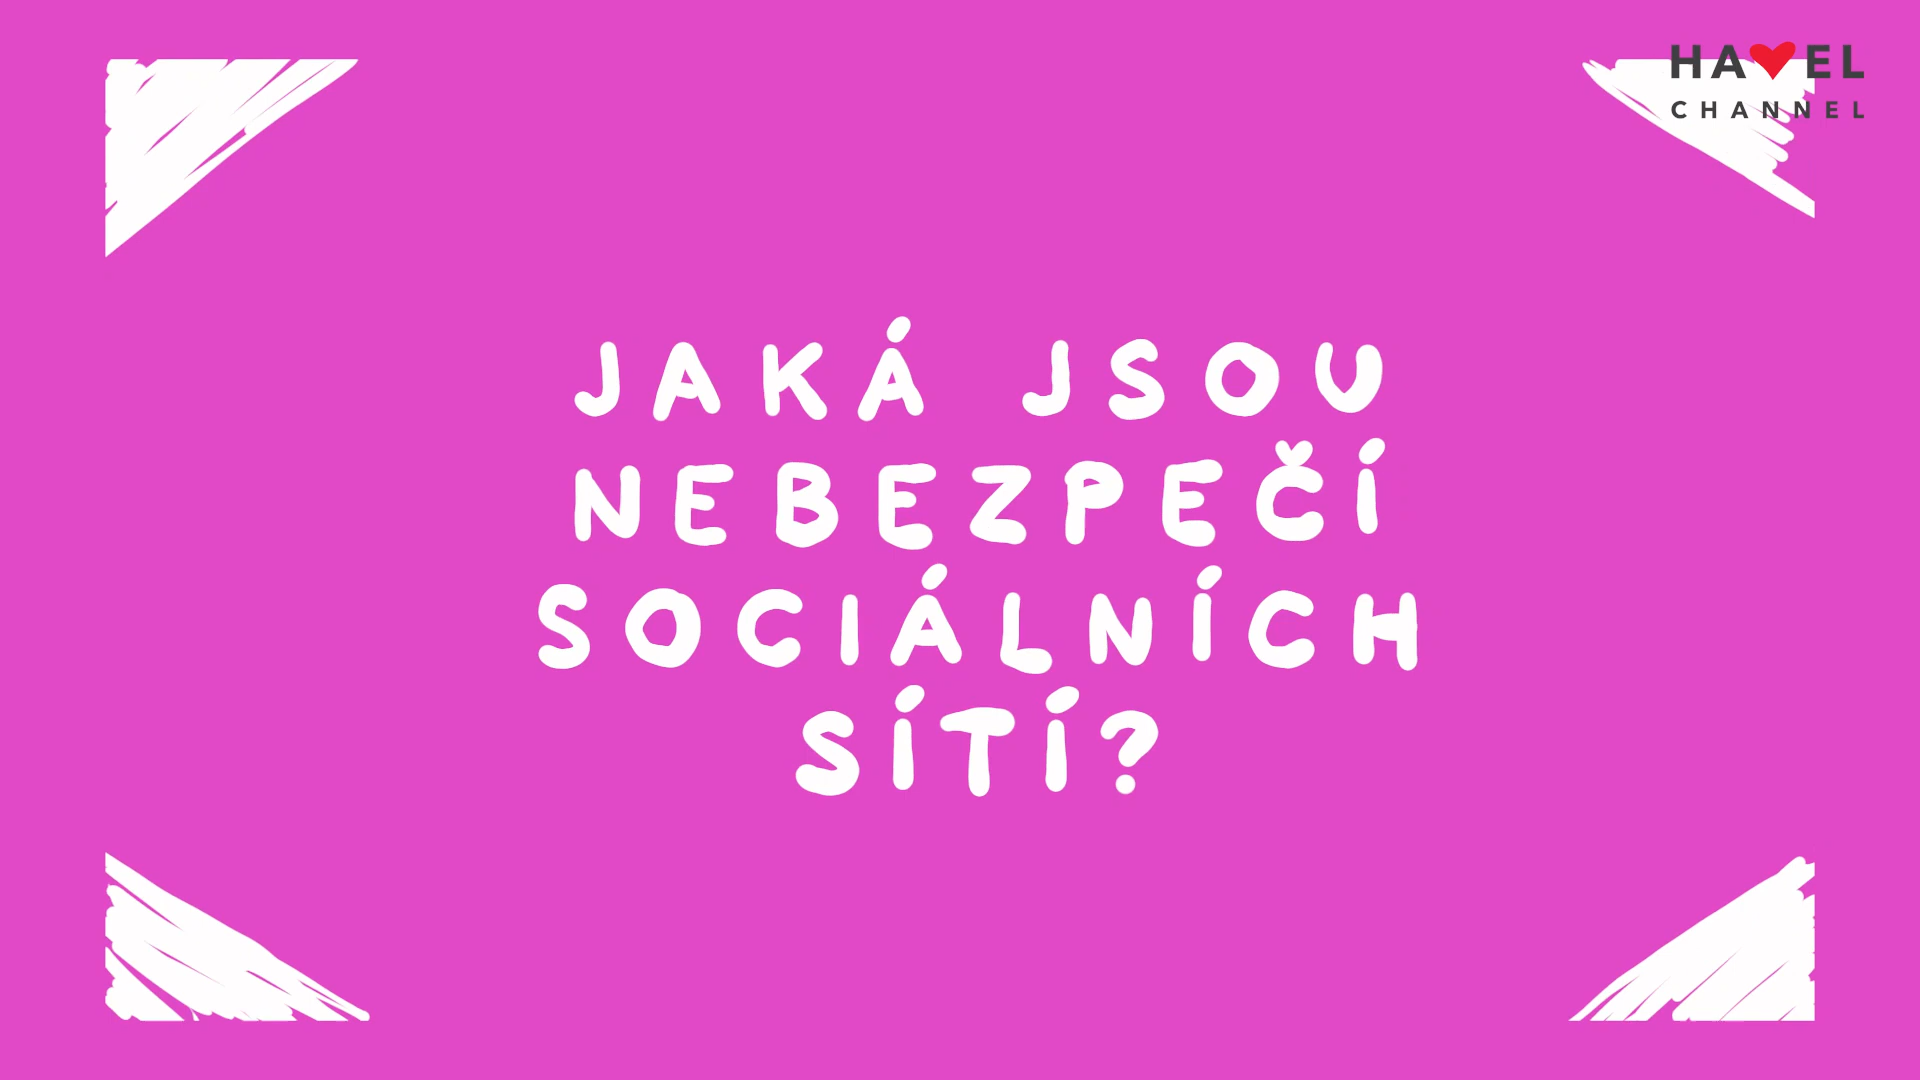 HAVEL
CHANNEL
JAKÁ JSOU
NEBEZPEČÍ
SOCIÁLNÍCH
SÍTÍ?